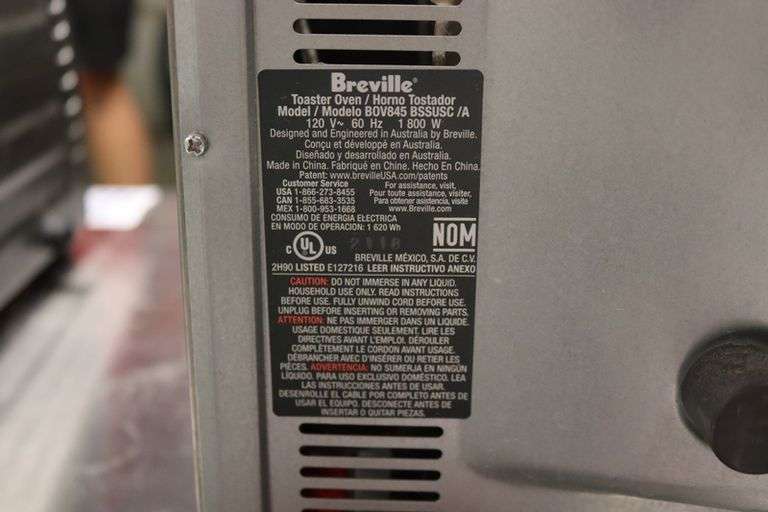 Breville®
Toaster Oven / Horno Tostador
Model / Modelo BOV845 BSSUSC /A
120 V~ 60 Hz 1 800 W
Designed and Engineered in Australia by Breville.
Conçu et développé en Australia.
Diseñado y desarrollado en Australia.
Made in China. Fabriqué en Chine. Hecho En China.
Patent: www.brevilleUSA.com/patents
Customer Service
USA 1-866-273-8455
CAN 1-855-683-3535
MEX 1-800-953-1668
For assistance, visit,
Pour toute assistance, visiter,
Para obtener asistencia, visite
www.Breville.com.
CONSUMO DE ENERGIA ELECTRICA
EN MODO DE OPERACION: 1 620 Wh
C UL US
2118
NOM
BREVILLE MÉXICO, S.A. DE C.V.
2H90 LISTED E127216 LEER INSTRUCTIVO ANEXO
CAUTION: DO NOT IMMERSE IN ANY LIQUID.
HOUSEHOLD USE ONLY. READ INSTRUCTIONS
BEFORE USE. FULLY UNWIND CORD BEFORE USE.
UNPLUG BEFORE INSERTING OR REMOVING PARTS.
ATTENTION: NE PAS IMMERGER DANS UN LIQUIDE.
USAGE DOMESTIQUE SEULEMENT. LIRE LES
DIRECTIVES AVANT L'EMPLOI. DÉROULER
COMPLÈTEMENT LE CORDON AVANT USAGE.
DÉBRANCHER AVEC D'INSÉRER OU RETIER LES
PIÈCES. ADVERTENCIA: NO SUMERJA EN NINGÚN
LÍQUIDO. PARA USO EXCLUSIVO DOMÉSTICO. LEA
LAS INSTRUCCIONES ANTES DE USAR.
DESENROLLE EL CABLE POR COMPLETO ANTES DE
USAR EL EQUIPO. DESCONECTE ANTES DE
INSERTAR O QUITAR PIEZAS.